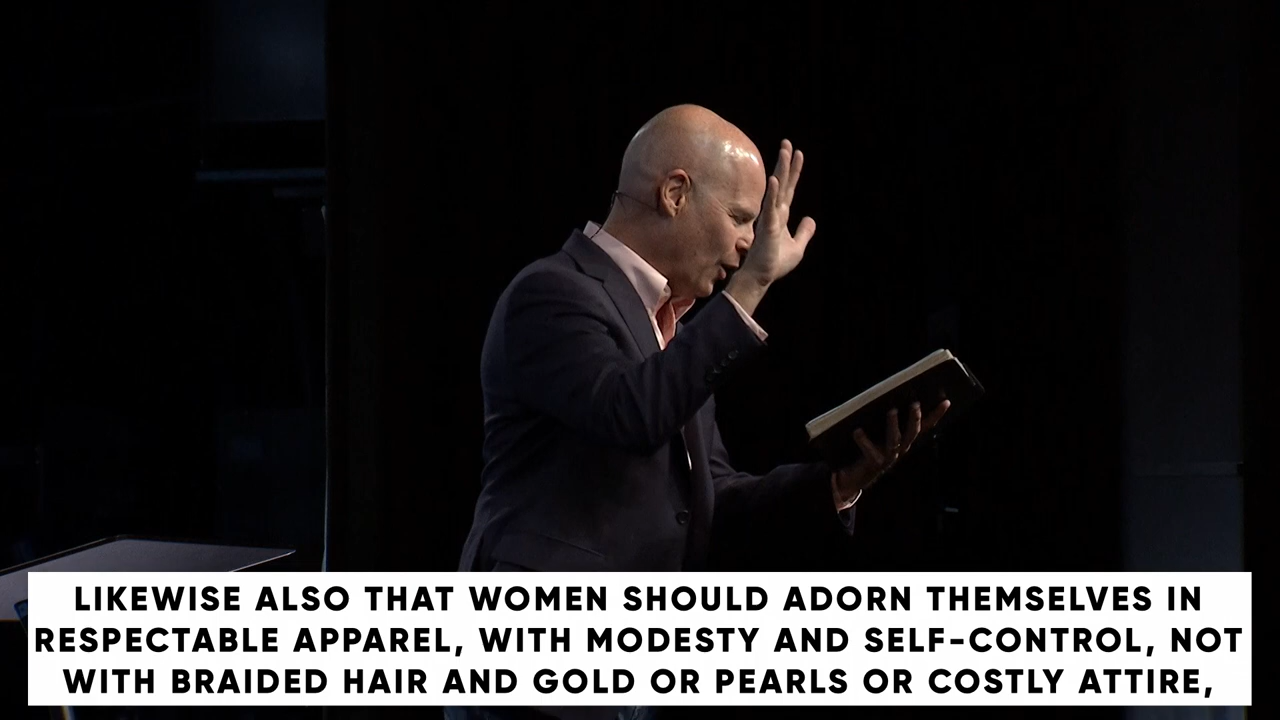 LIKEWISE ALSO THAT WOMEN SHOULD ADORN THEMSELVES IN
RESPECTABLE APPAREL, WITH MODESTY AND SELF-CONTROL, NOT
WITH BRAIDED HAIR AND GOLD OR PEARLS OR COSTLY ATTIRE,